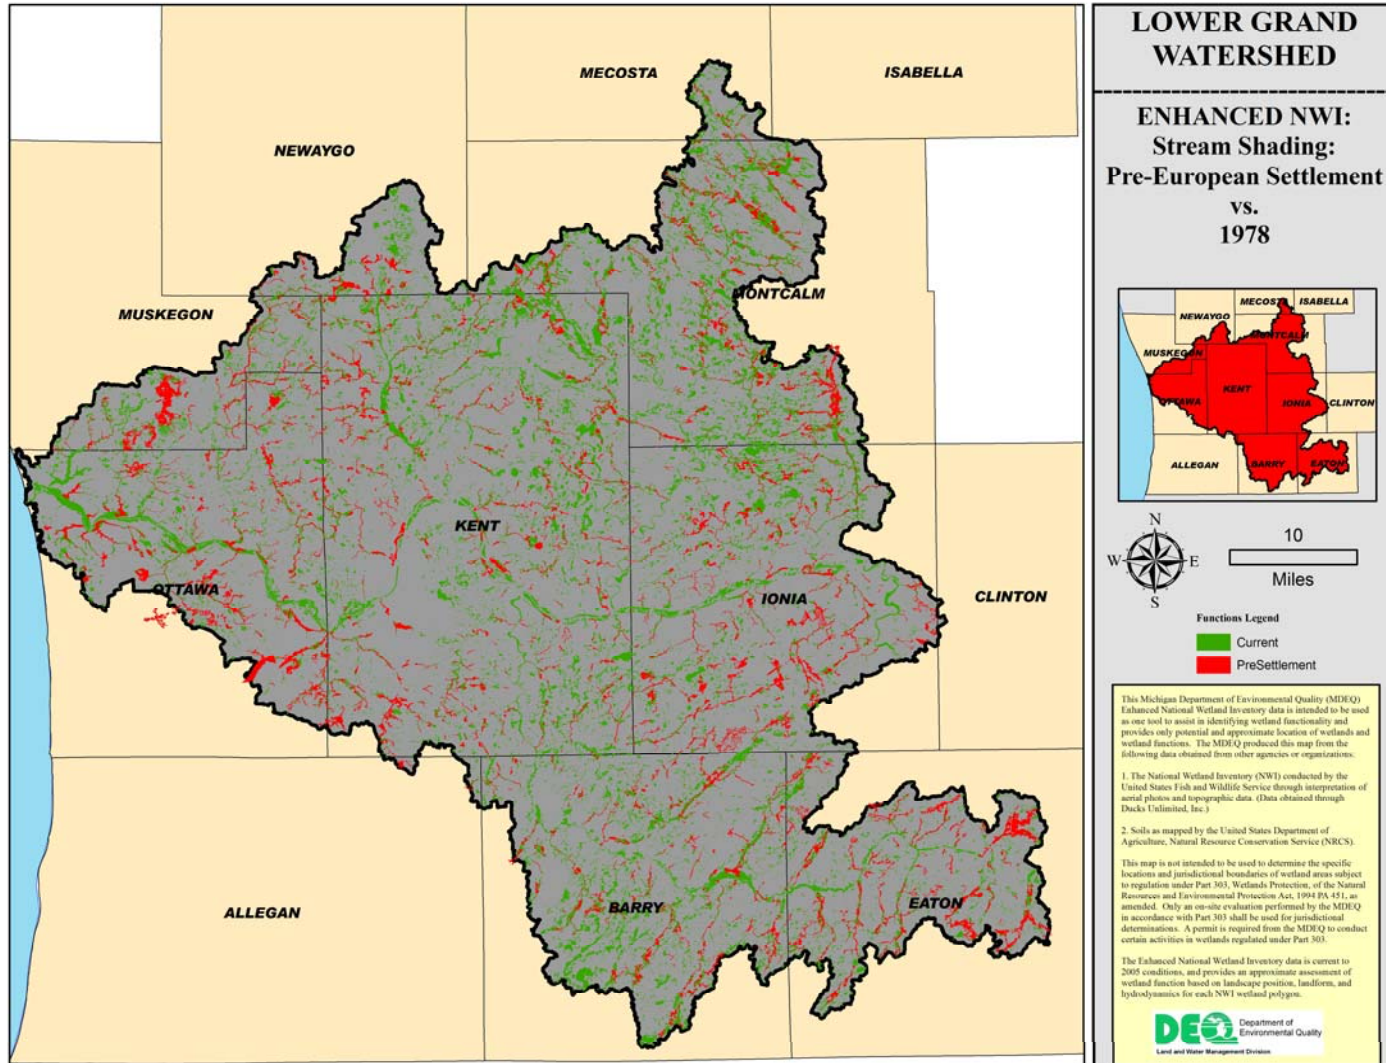 MECOSTA
ISABELLA
NEWAYGO
MONTCALM
MUSKEGON
KENT
OTTAWA
IONIA
CLINTON
ALLEGAN
BARRY
EATON
LOWER GRAND
WATERSHED
ENHANCED NWI:
Stream Shading:
Pre-European Settlement
vs.
1978
MECOSTA
ISABELLA
NEWAYGO
MONTCALM
MUSKEGON
KENT
OTTAWA
IONIA
CLINTON
ALLEGAN
BARRY
EATON
N
W
E
S
10
Miles
Functions Legend
Current
PreSettlement
This Michigan Department of Environmental Quality (MDEQ)
Enhanced National Wetland Inventory data is intended to be used
as one tool to assist in identifying wetland functionality and
provides only potential and approximate location of wetlands and
wetland functions. The MDEQ produced this map from the
following data obtained from other agencies or organizations:
1. The National Wetland Inventory (NWI) conducted by the
United States Fish and Wildlife Service through interpretation of
aerial photos and topographic data. (Data obtained through
Ducks Unlimited, Inc.)
2. Soils as mapped by the United States Department of
Agriculture, Natural Resource Conservation Service (NRCS).
This map is not intended to be used to determine the specific
locations and jurisdictional boundaries of wetland areas subject
to regulation under Part 303, Wetlands Protection, of the Natural
Resources and Environmental Protection Act, 1994 PA 451, as
amended. Only an on-site evaluation performed by the MDEQ
in accordance with Part 303 shall be used for jurisdictional
determinations. A permit is required from the MDEQ to conduct
certain activities in wetlands regulated under Part 303.
The Enhanced National Wetland Inventory data is current to
2005 conditions, and provides an approximate assessment of
wetland function based on landscape position, landform, and
hydrodynamics for each NWI wetland polygon.
DEQ
Department of
Environmental Quality
Land and Water Management Division